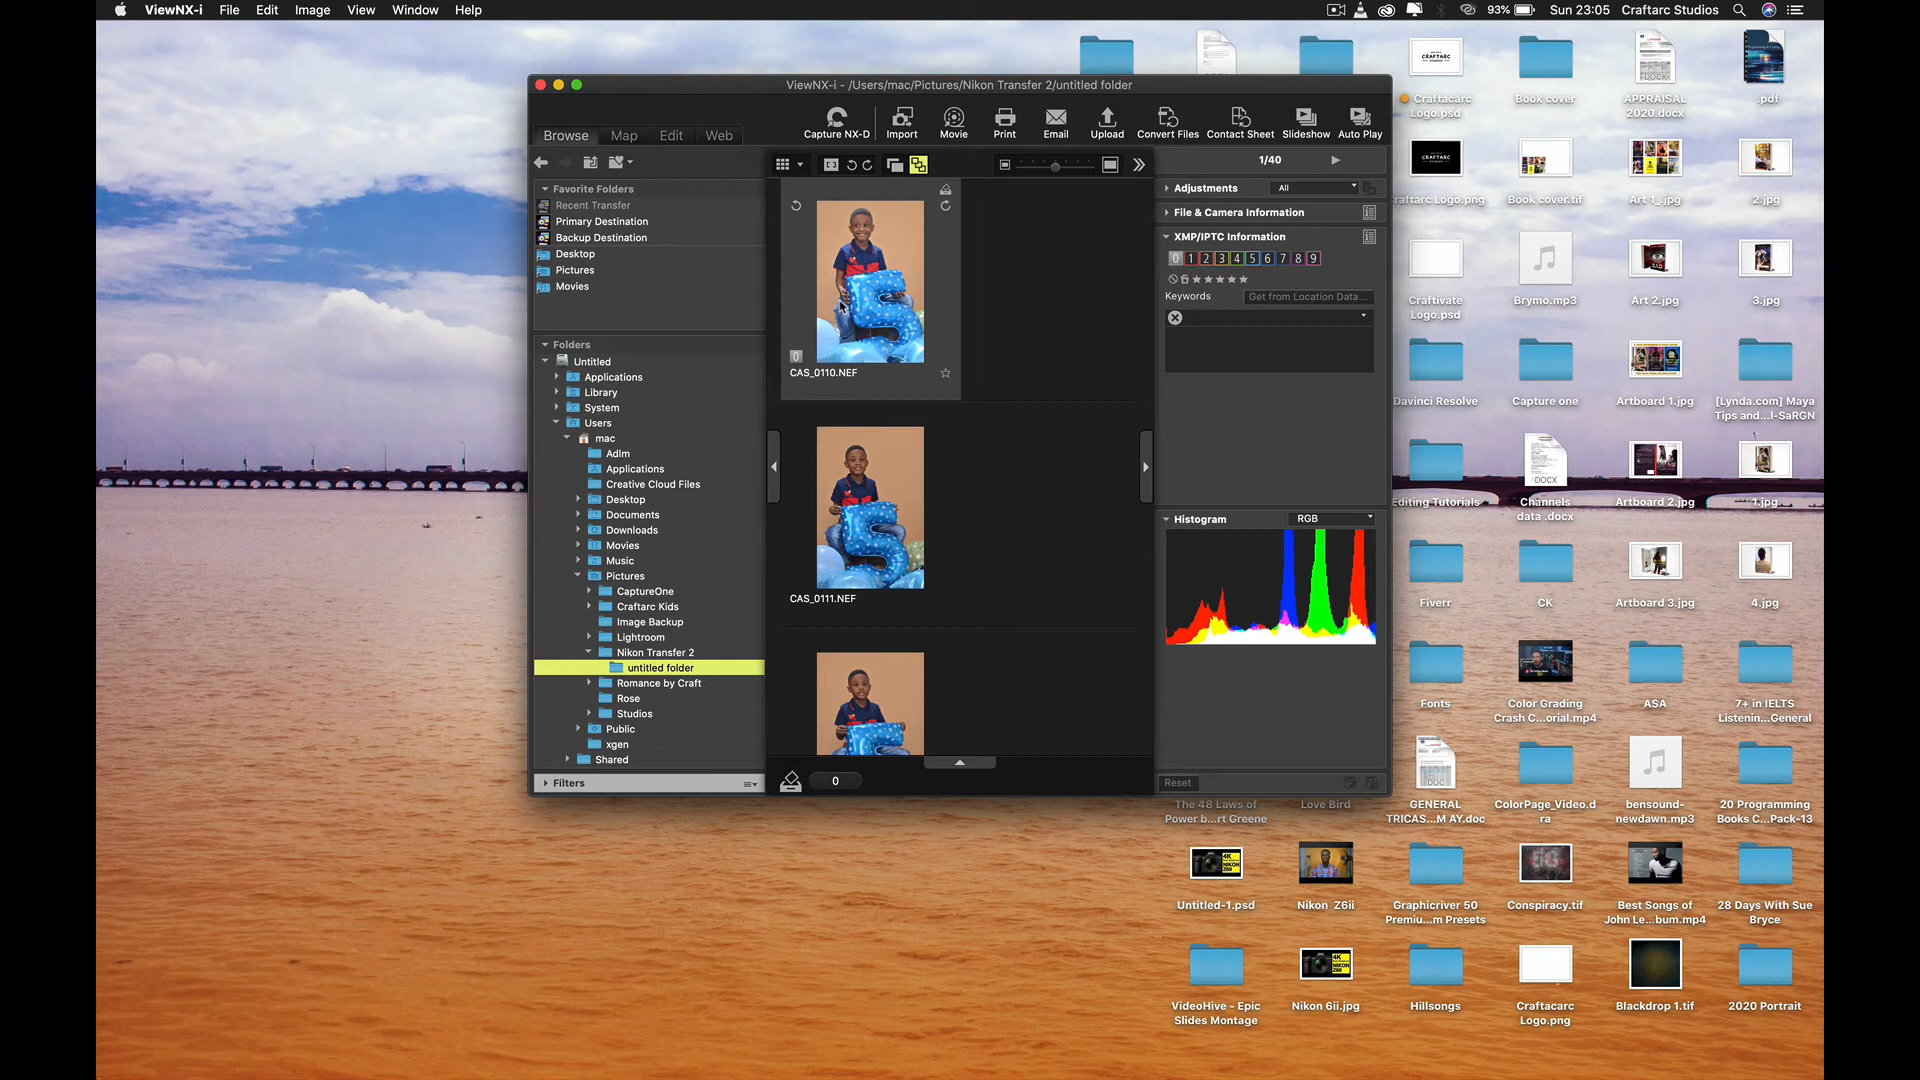 ViewNX-i File Edit Image View Window Help
93% Sun 23:05 Craftarc Studios
ViewNX-i - /Users/mac/Pictures/Nikon Transfer 2/untitled folder
Browse Map Edit Web
Capture NX-D Import Movie Print Email Upload Convert Files Contact Sheet Slideshow Auto Play
Favorite Folders
Recent Transfer
Primary Destination
Backup Destination
Desktop
Pictures
Movies
Folders
Untitled
Applications
Library
System
Users
mac
Adlm
Applications
Creative Cloud Files
Desktop
Documents
Downloads
Movies
Music
Pictures
CaptureOne
Craftarc Kids
Image Backup
Lightroom
Nikon Transfer 2
untitled folder
Romance by Craft
Rose
Studios
Public
xgen
Shared
Filters
0
CAS_0110.NEF
CAS_0111.NEF
0
1/40
Adjustments All
File & Camera Information
XMP/IPTC Information
0 1 2 3 4 5 6 7 8 9
Keywords Get from Location Data...
Histogram RGB
Reset
Craftacarc
Logo.psd
Book cover
APPRAISAL
2020.docx
.pdf
raftarc Logo.png
Book cover.tif
Art 1_.jpg
2.jpg
Craftivate
Logo.psd
Brymo.mp3
Art 2.jpg
3.jpg
Davinci Resolve
Capture one
Artboard 1.jpg
[Lynda.com] Maya
Tips and...l-SaRGN
Editing Tutorials
DOCX
Channels
data .docx
Artboard 2.jpg
1.jpg
Fiverr
CK
Artboard 3.jpg
4.jpg
Fonts
Color Grading
Crash C...orial.mp4
ASA
7+ in IELTS
Listenin...General
The 48 Laws of
Power b...rt Greene
Love Bird
DOC
GENERAL
TRICAS...M AY.doc
ColorPage_Video.d
ra
bensound-
newdawn.mp3
20 Programming
Books C...Pack-13
Untitled-1.psd
Nikon Z6ii
Graphicriver 50
Premiu...m Presets
Conspiracy.tif
Best Songs of
John Le...bum.mp4
28 Days With Sue
Bryce
VideoHive - Epic
Slides Montage
Nikon 6ii.jpg
Hillsongs
Craftacarc
Logo.png
Blackdrop 1.tif
2020 Portrait